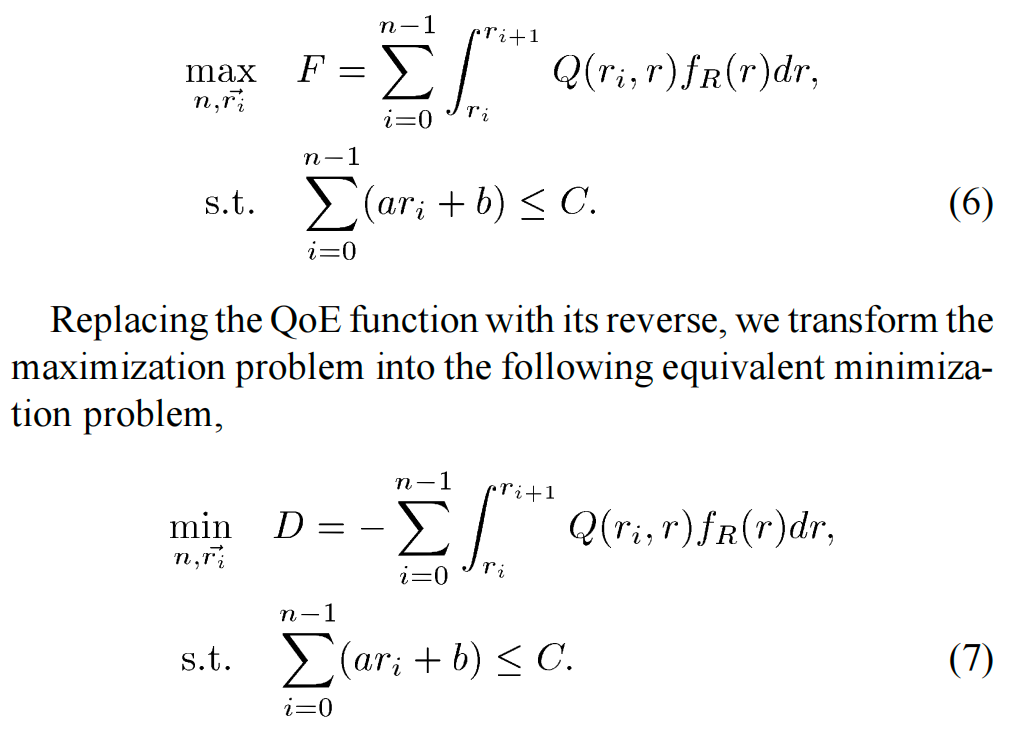 \max_{n,\vec{r_i}} \quad F = \sum_{i=0}^{n-1} \int_{r_i}^{r_{i+1}} Q(r_i, r) f_R(r) dr,
\text{s.t.} \quad \sum_{i=0}^{n-1} (ar_i + b) \leq C. \quad (6)
Replacing the QoE function with its reverse, we transform the
maximization problem into the following equivalent minimiza-
tion problem,
\min_{n,\vec{r_i}} \quad D = -\sum_{i=0}^{n-1} \int_{r_i}^{r_{i+1}} Q(r_i, r) f_R(r) dr,
\text{s.t.} \quad \sum_{i=0}^{n-1} (ar_i + b) \leq C. \quad (7)